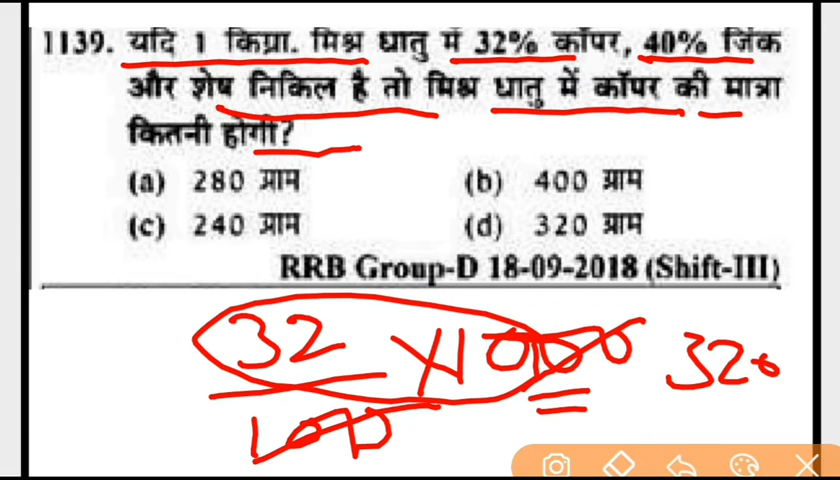 1139. यदि 1 किग्रा. मिश्र धातु में 32% कॉपर, 40% जिंक
और शेष निकिल है तो मिश्र धातु में कॉपर की मात्रा
कितनी होगी?
(a) 280 ग्राम (b) 400 ग्राम
(c) 240 ग्राम (d) 320 ग्राम
RRB Group-D 18-09-2018 (Shift-III)
32 ×1000 320
100